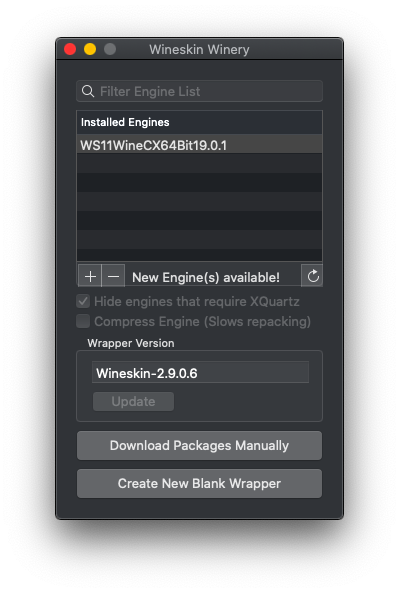 Wineskin Winery
Filter Engine List
Installed Engines
WS11WineCX64Bit19.0.1
New Engine(s) available!
Hide engines that require XQuartz
Compress Engine (Slows repacking)
Wrapper Version
Wineskin-2.9.0.6
Update
Download Packages Manually
Create New Blank Wrapper